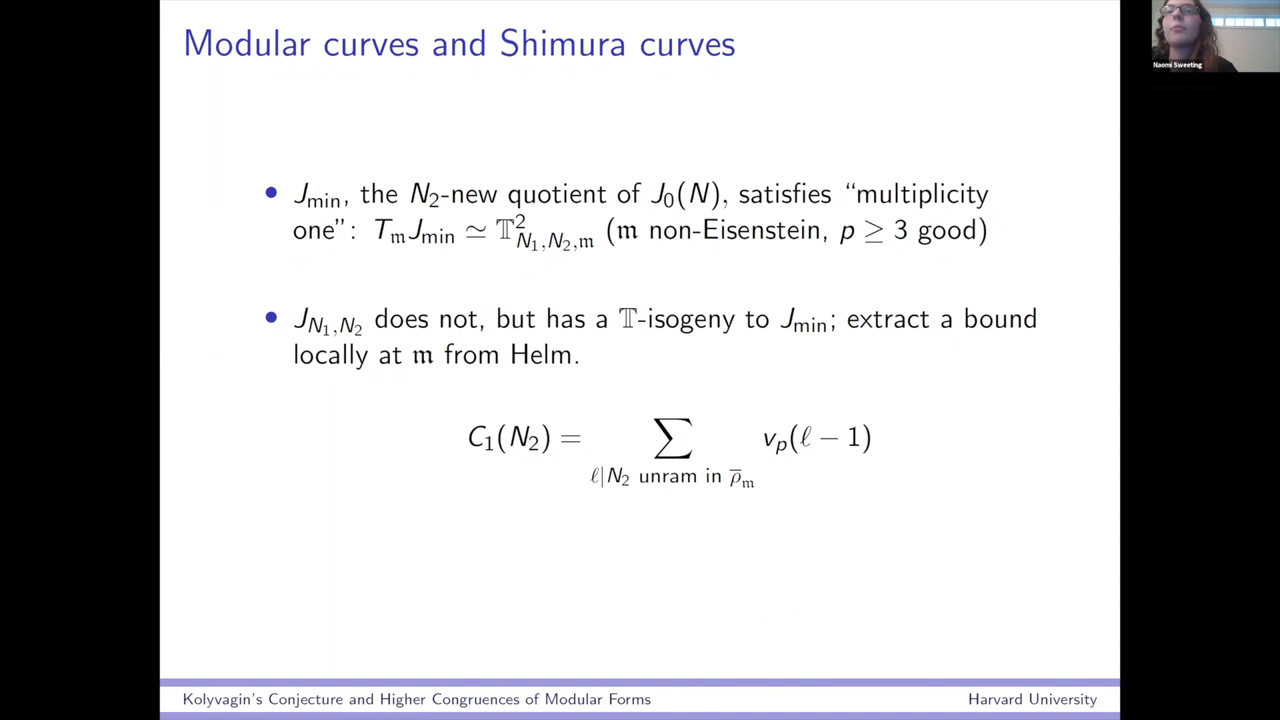 Modular curves and Shimura curves
Naomi Sweeting
• J_min, the N_2-new quotient of J_0(N), satisfies “multiplicity
one”: T_𝔪 J_min ≃ 𝕋²_{N_1,N_2,𝔪} (𝔪 non-Eisenstein, p ≥ 3 good)
• J_{N_1,N_2} does not, but has a 𝕋-isogeny to J_min; extract a bound
locally at 𝔪 from Helm.
C_1(N_2) = ∑ v_p(ℓ − 1)
ℓ|N_2 unram in ρ̅_𝔪
Kolyvagin's Conjecture and Higher Congruences of Modular Forms
Harvard University